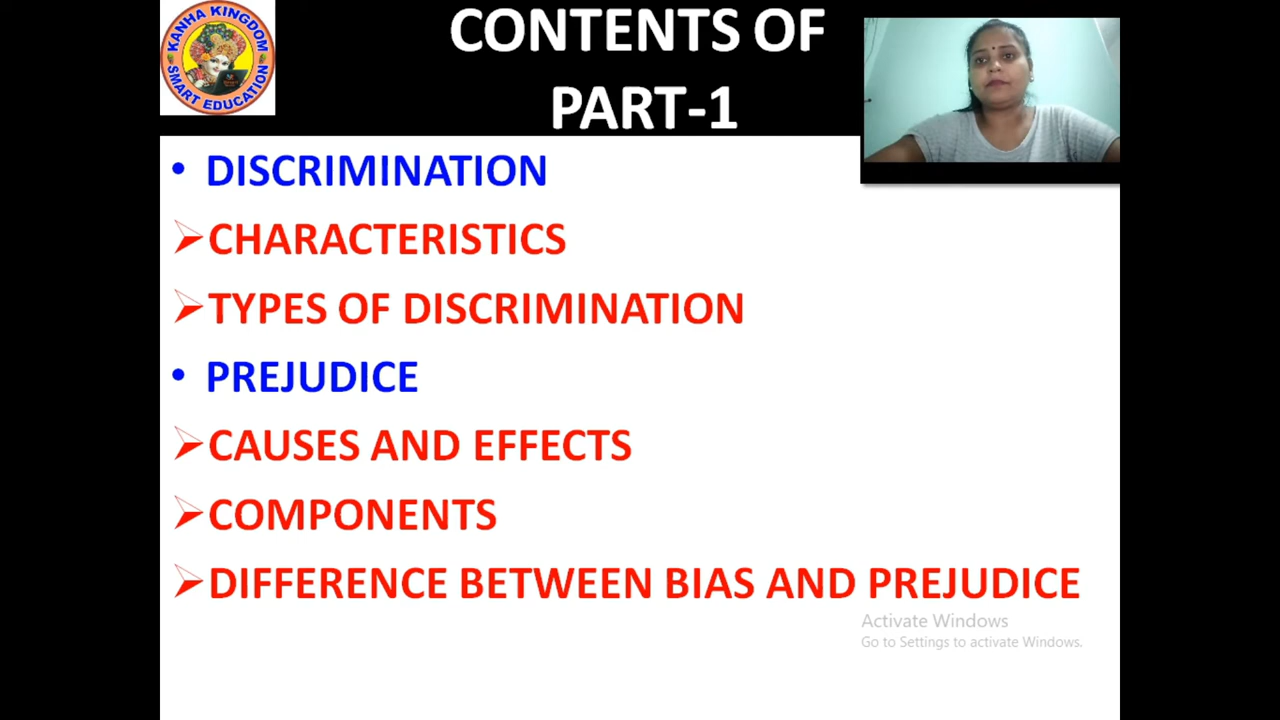 KANHA KINGDOM
SMART EDUCATION
CONTENTS OF
PART-1
• DISCRIMINATION
➢CHARACTERISTICS
➢TYPES OF DISCRIMINATION
• PREJUDICE
➢CAUSES AND EFFECTS
➢COMPONENTS
➢DIFFERENCE BETWEEN BIAS AND PREJUDICE
Activate Windows
Go to Settings to activate Windows.